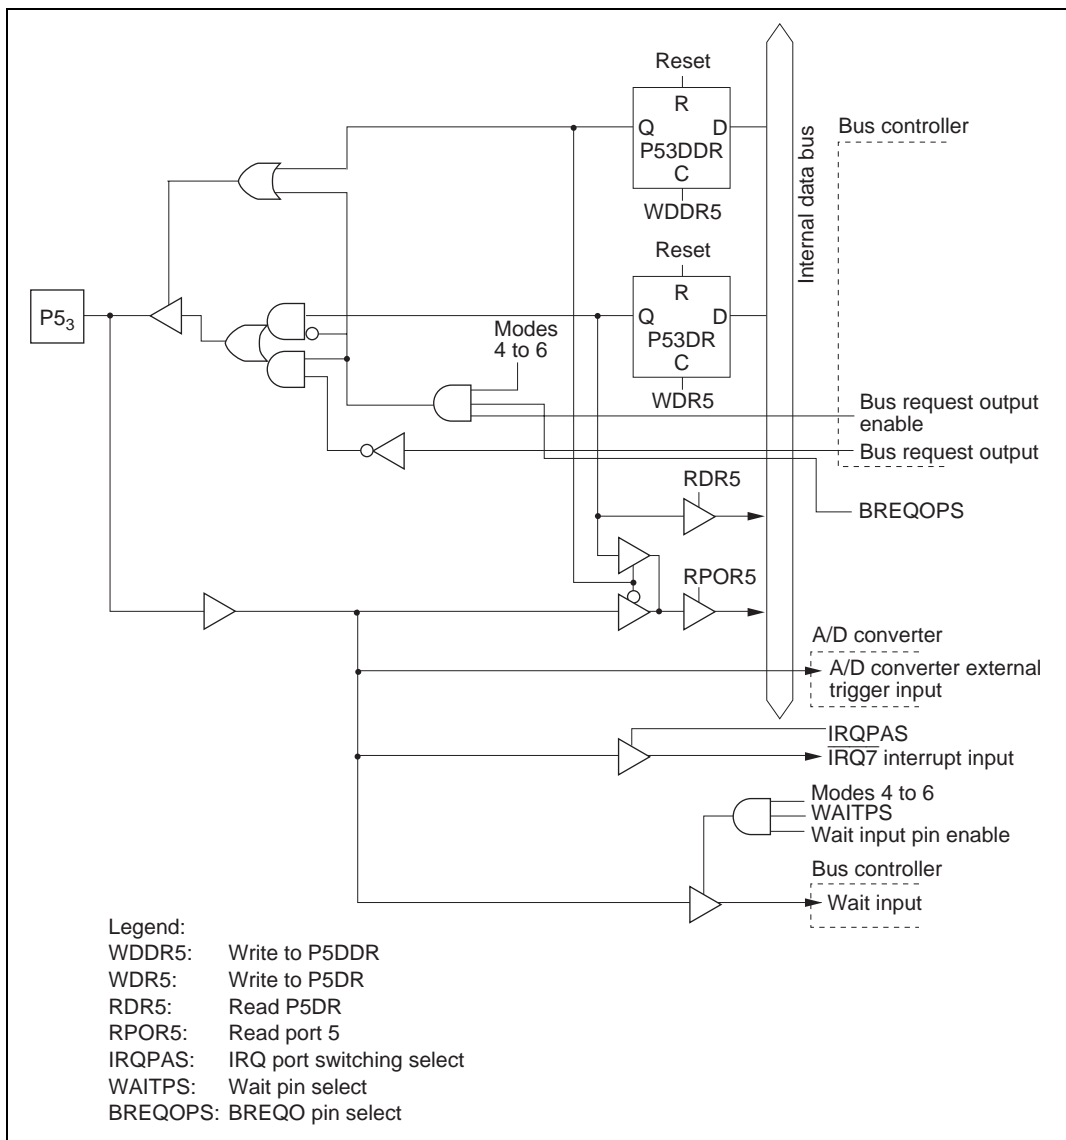 Reset
R
Q D
P53DDR
C
WDDR5
Internal data bus
Bus controller
Reset
R
Q D
P53DR
C
WDR5
P5₃
Modes
4 to 6
Bus request output
enable
Bus request output
RDR5
BREQOPS
RPOR5
A/D converter
A/D converter external
trigger input
IRQPAS
IRQ7 interrupt input
Modes 4 to 6
WAITPS
Wait input pin enable
Bus controller
Wait input
Legend:
WDDR5: Write to P5DDR
WDR5: Write to P5DR
RDR5: Read P5DR
RPOR5: Read port 5
IRQPAS: IRQ port switching select
WAITPS: Wait pin select
BREQOPS: BREQO pin select